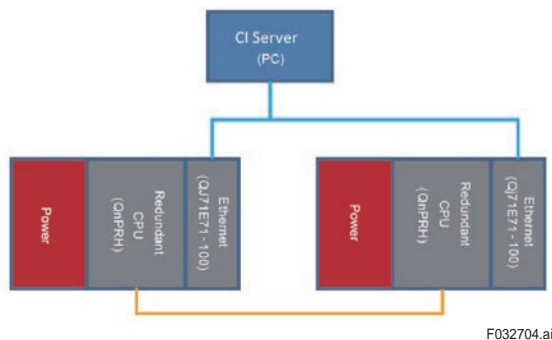 CI Server
(PC)
Power
Redundant
CPU
(QnPRH)
Ethernet
(QJ71E71 - 100)
Power
Redundant
CPU
(QnPRH)
Ethernet
(Qj71E71 - 100)
F032704.ai